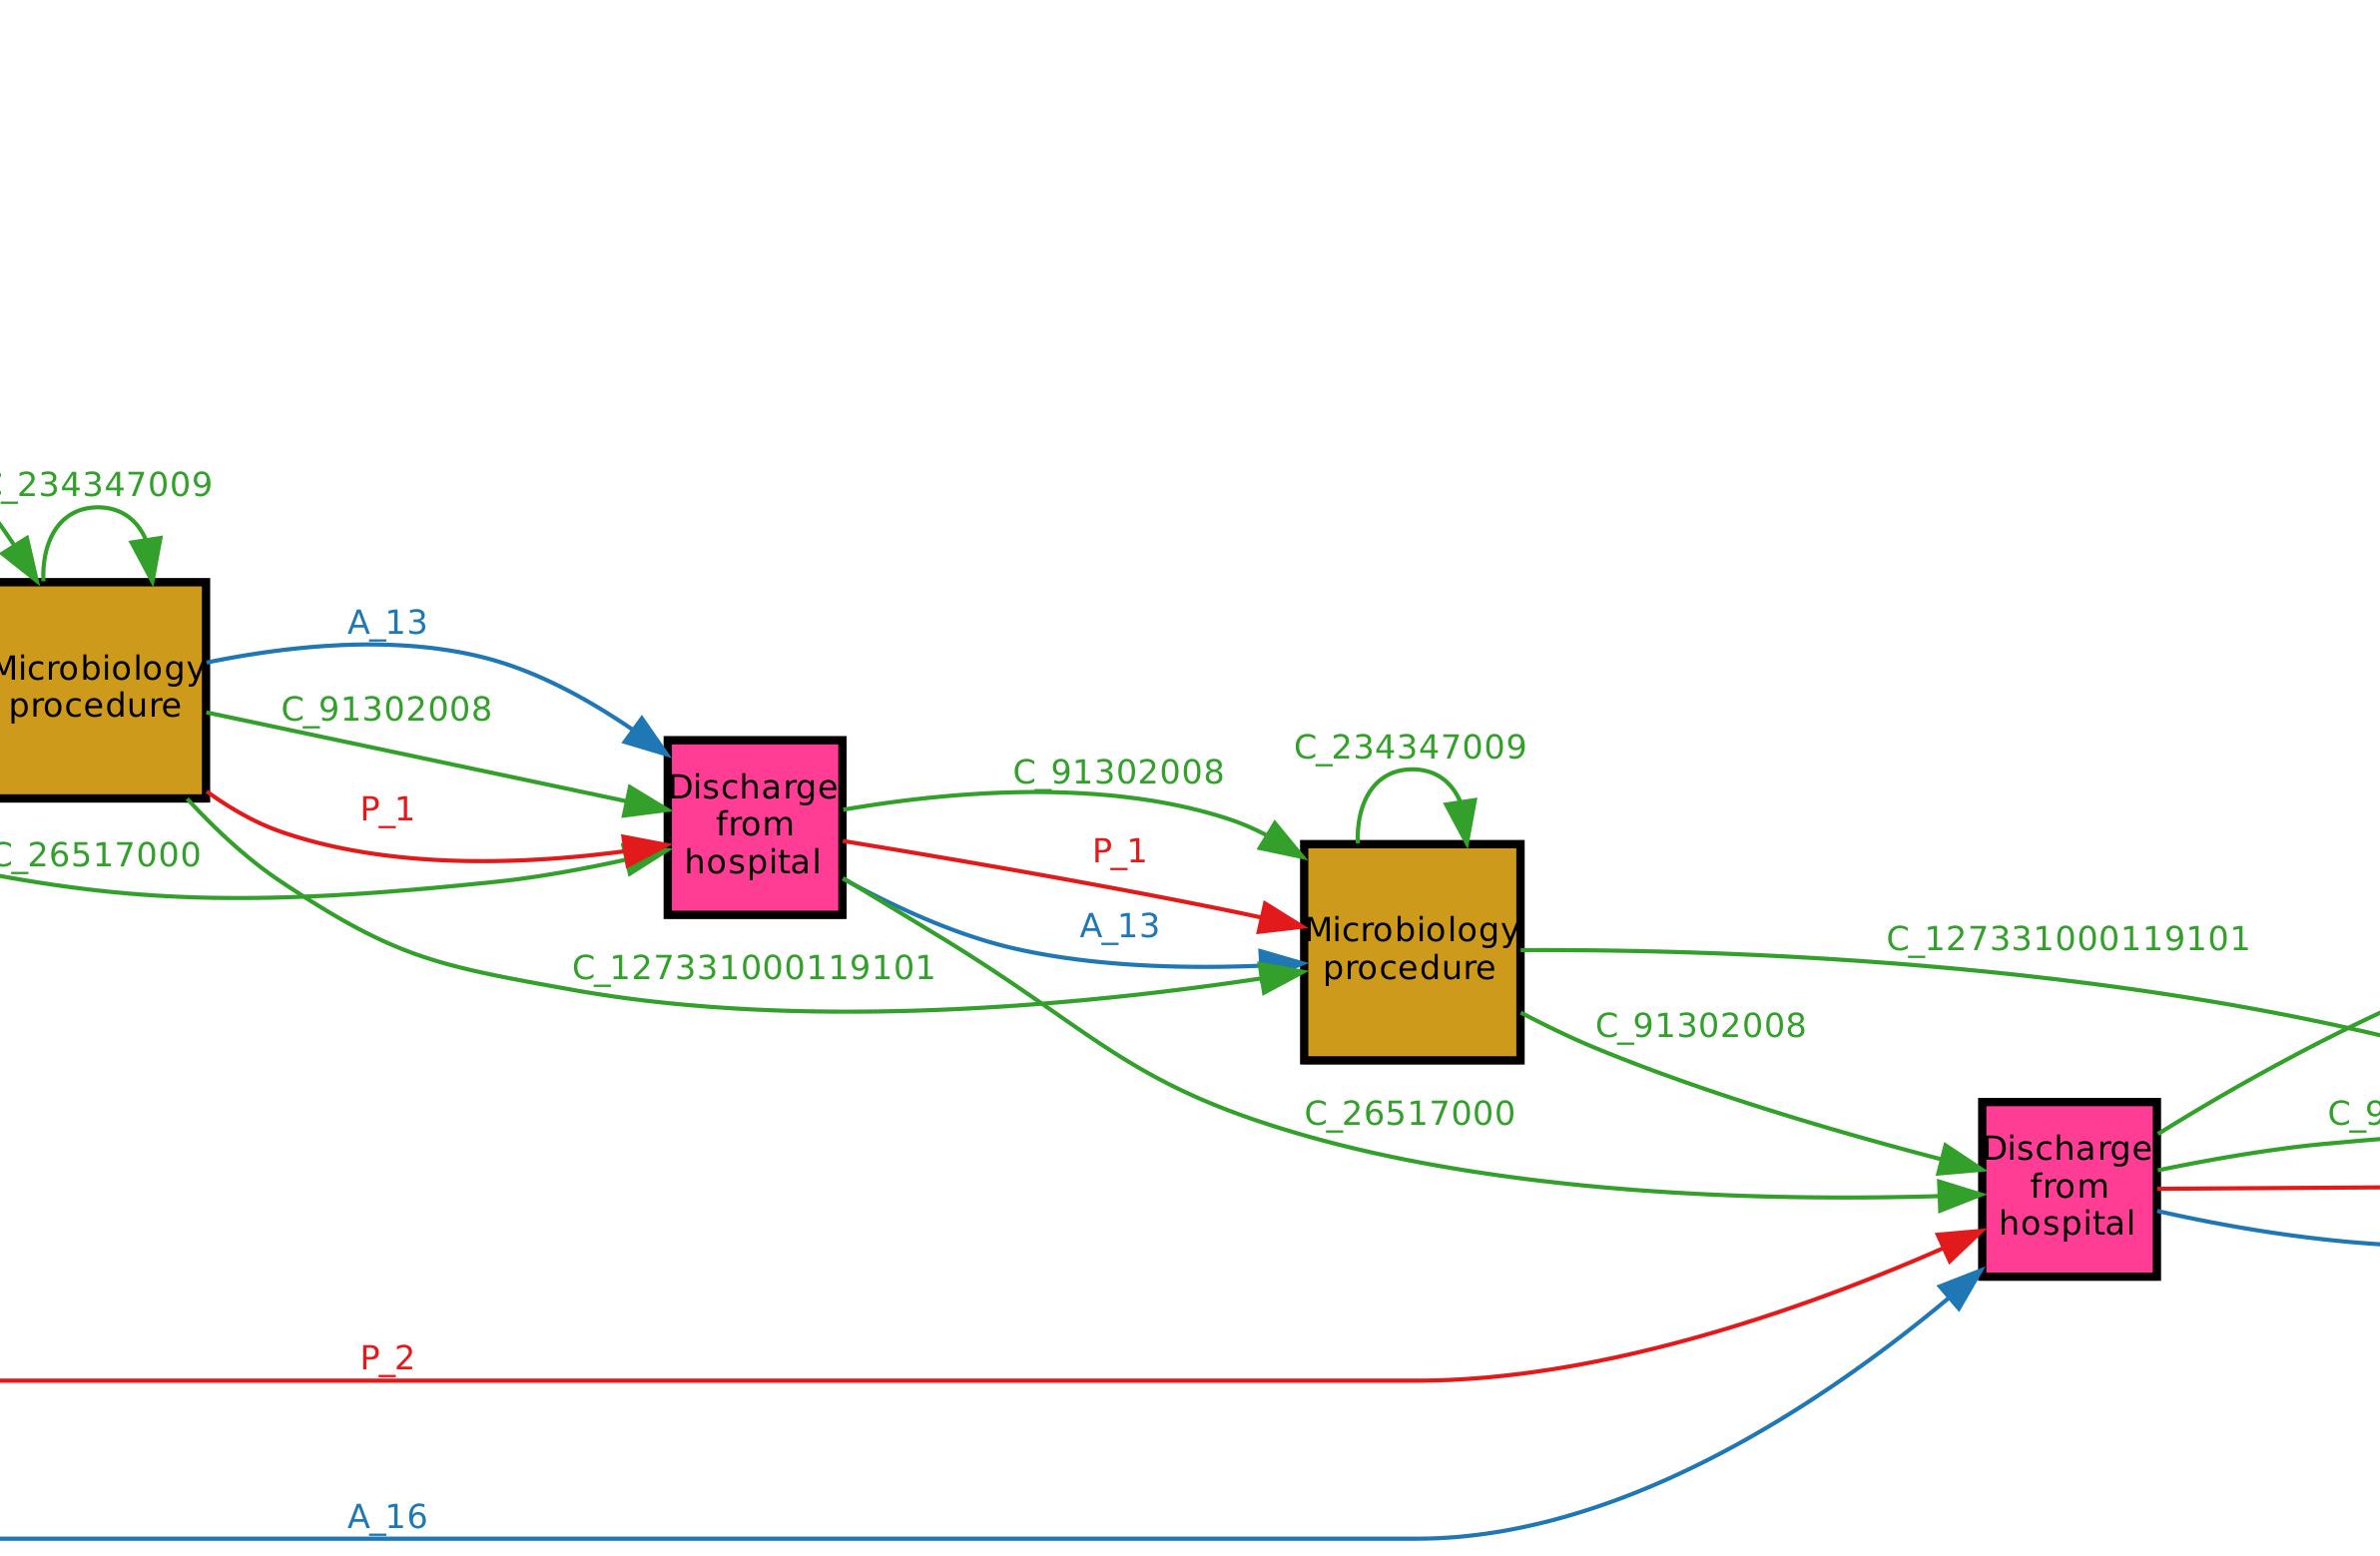 _234347009
A_13
Microbiology
procedure
C_91302008
P_1
C_26517000
Discharge
from
hospital
C_91302008
C_234347009
P_1
A_13
Microbiology
procedure
C_127331000119101
C_127331000119101
C_91302008
C_26517000
C_9
Discharge
from
hospital
P_2
A_16